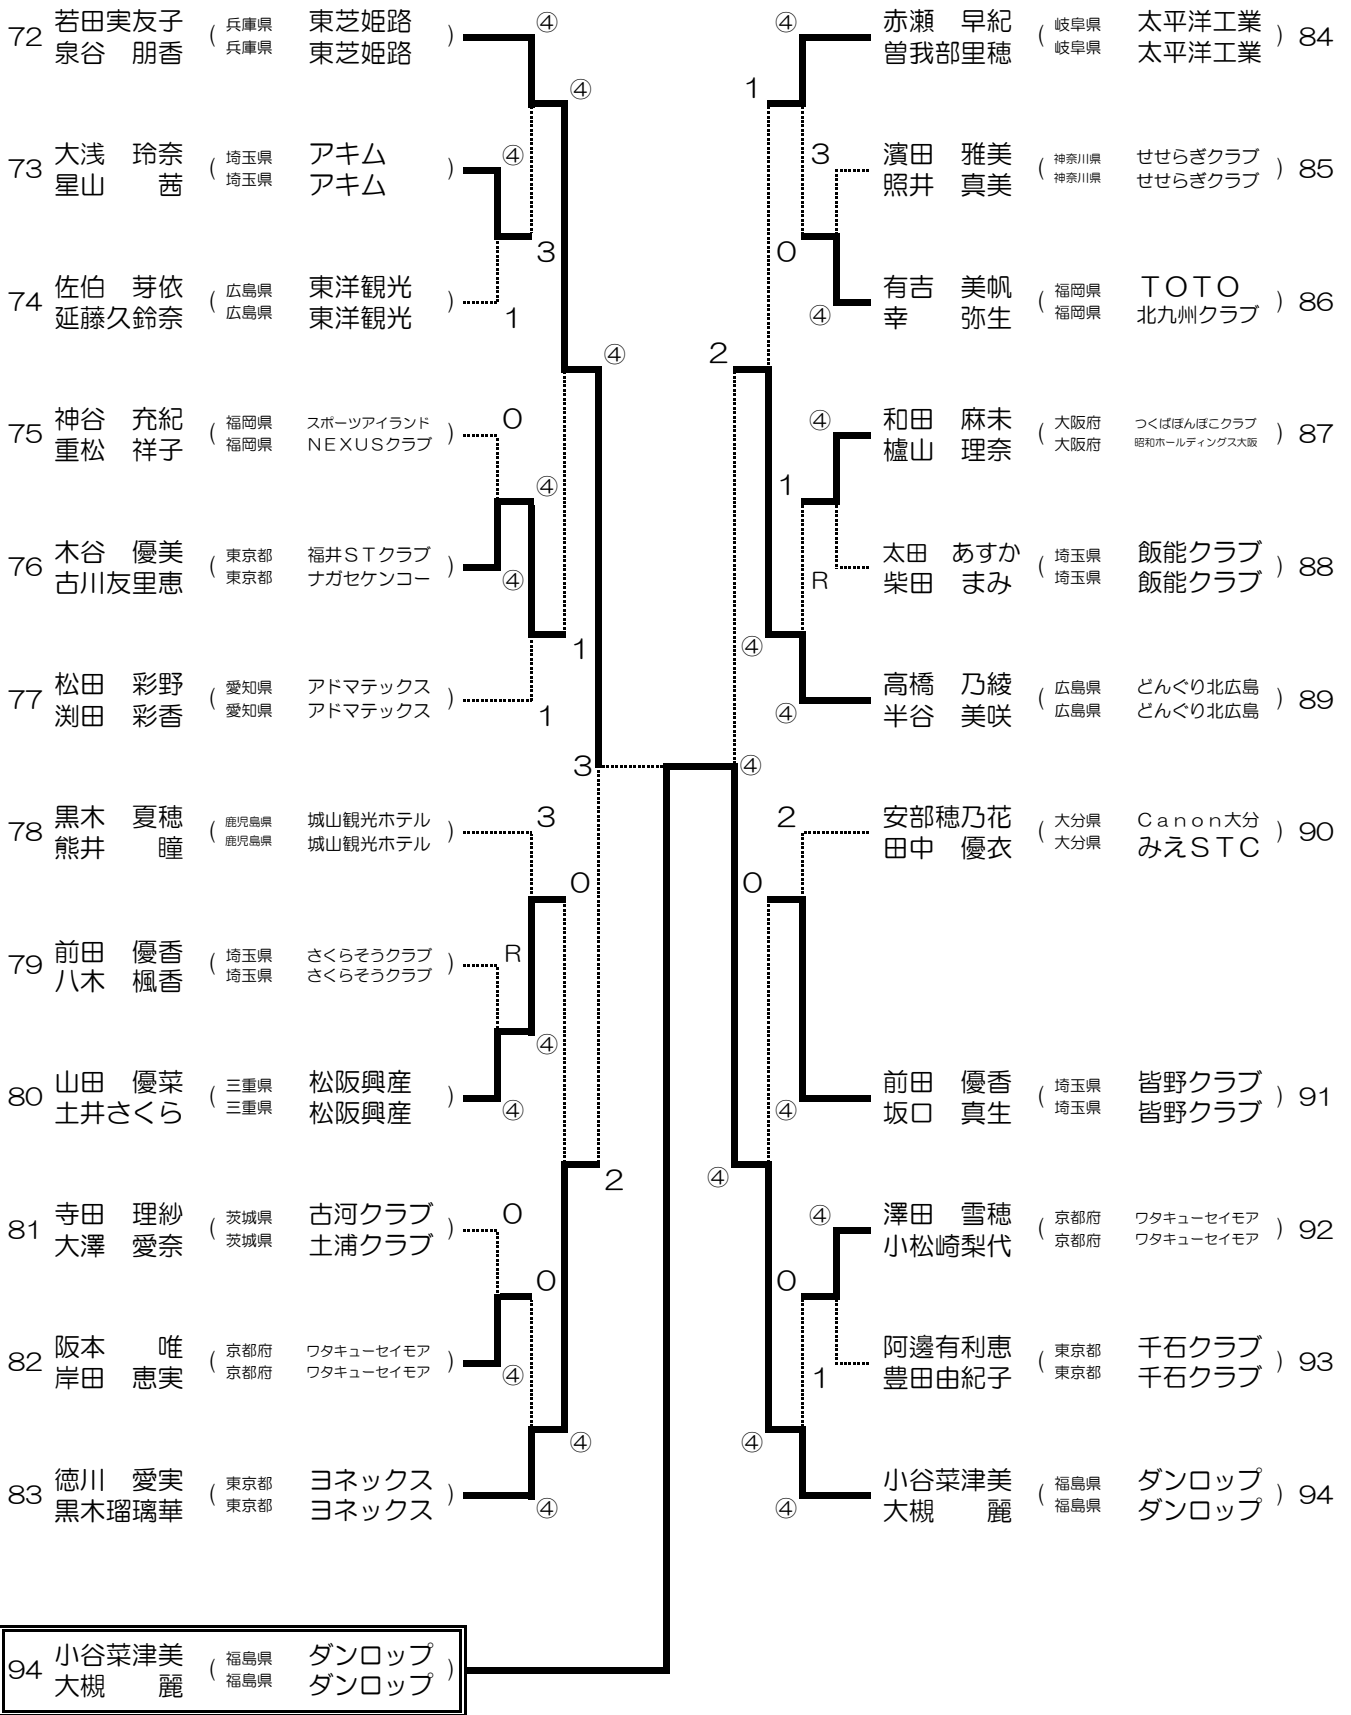 72 若田実友子 ( 兵庫県 東芝姫路 )
泉谷 朋香 兵庫県 東芝姫路
④
④
73 大浅 玲奈 ( 埼玉県 アキム )
星山 茜 埼玉県 アキム
④
3
74 佐伯 芽依 ( 広島県 東洋観光 )
延藤久鈴奈 広島県 東洋観光
1
④
75 神谷 充紀 ( 福岡県 スポーツアイランド )
重松 祥子 福岡県 NEXUSクラブ
0
④
76 木谷 優美 ( 東京都 福井STクラブ )
古川友里恵 東京都 ナガセケンコー
④
1
77 松田 彩野 ( 愛知県 アドマテックス )
渕田 彩香 愛知県 アドマテックス
1
3
78 黒木 夏穂 ( 鹿児島県 城山観光ホテル )
熊井 瞳 鹿児島県 城山観光ホテル
3
0
79 前田 優香 ( 埼玉県 さくらそうクラブ )
八木 楓香 埼玉県 さくらそうクラブ
R
④
80 山田 優菜 ( 三重県 松阪興産 )
土井さくら 三重県 松阪興産
④
2
81 寺田 理紗 ( 茨城県 古河クラブ )
大澤 愛奈 茨城県 土浦クラブ
0
0
82 阪本 唯 ( 京都府 ワタキューセイモア )
岸田 恵実 京都府 ワタキューセイモア
④
④
83 徳川 愛実 ( 東京都 ヨネックス )
黒木瑠璃華 東京都 ヨネックス
④
④
1
赤瀬 早紀 ( 岐阜県 太平洋工業 ) 84
曽我部里穂 岐阜県 太平洋工業
3
濱田 雅美 ( 神奈川県 せせらぎクラブ ) 85
照井 真美 神奈川県 せせらぎクラブ
0
④
有吉 美帆 ( 福岡県 TOTO ) 86
幸 弥生 福岡県 北九州クラブ
2
④
和田 麻未 ( 大阪府 つくばぽんぽこクラブ ) 87
櫨山 理奈 大阪府 昭和ホールディングス大阪
1
R
太田 あすか ( 埼玉県 飯能クラブ ) 88
柴田 まみ 埼玉県 飯能クラブ
④
④
高橋 乃綾 ( 広島県 どんぐり北広島 ) 89
半谷 美咲 広島県 どんぐり北広島
④
2
安部穂乃花 ( 大分県 Canon大分 ) 90
田中 優衣 大分県 みえSTC
0
④
前田 優香 ( 埼玉県 皆野クラブ ) 91
坂口 真生 埼玉県 皆野クラブ
④
④
澤田 雪穂 ( 京都府 ワタキューセイモア ) 92
小松崎梨代 京都府 ワタキューセイモア
0
1
阿邊有利恵 ( 東京都 千石クラブ ) 93
豊田由紀子 東京都 千石クラブ
④
④
小谷菜津美 ( 福島県 ダンロップ ) 94
大槻 麗 福島県 ダンロップ
94 小谷菜津美 ( 福島県 ダンロップ )
大槻 麗 福島県 ダンロップ